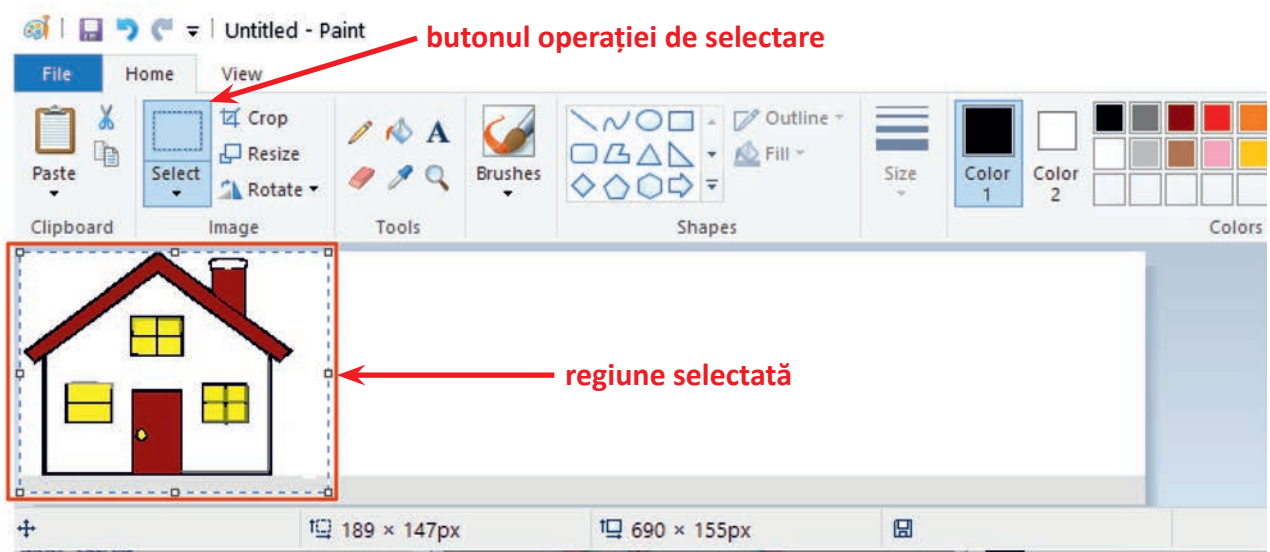 Untitled - Paint
butonul operației de selectare
File Home View
Paste
Select
Crop
Resize
Rotate
A
Brushes
Outline
Fill
Size
Color 1
Color 2
Clipboard Image Tools Shapes Colors
regiune selectată
189 × 147px 690 × 155px